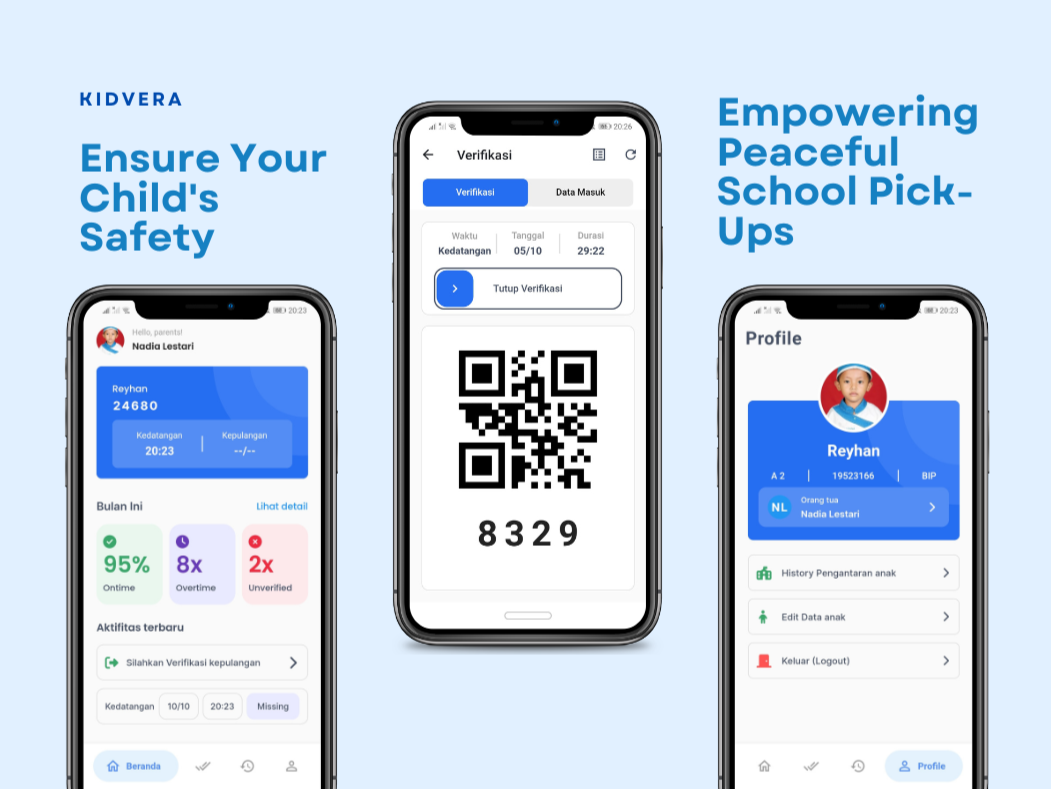 KIDVERA
Ensure Your
Child's
Safety
20:23
Hello, parents!
Nadia Lestari
Reyhan
24680
Kedatangan
Kepulangan
20:23
--/--
Bulan Ini
Lihat detail
95%
8x
2x
Ontime
Overtime
Unverified
Aktifitas terbaru
Silahkan Verifikasi kepulangan
Kedatangan
10/10
20:23
Missing
Beranda
20:26
Verifikasi
Verifikasi
Data Masuk
Waktu
Tanggal
Durasi
Kedatangan
05/10
29:22
Tutup Verifikasi
8329
Empowering
Peaceful
School Pick-
Ups
20:23
Profile
Reyhan
A 2
19523166
BIP
NL
Orang tua
Nadia Lestari
History Pengantaran anak
Edit Data anak
Keluar (Logout)
Profile